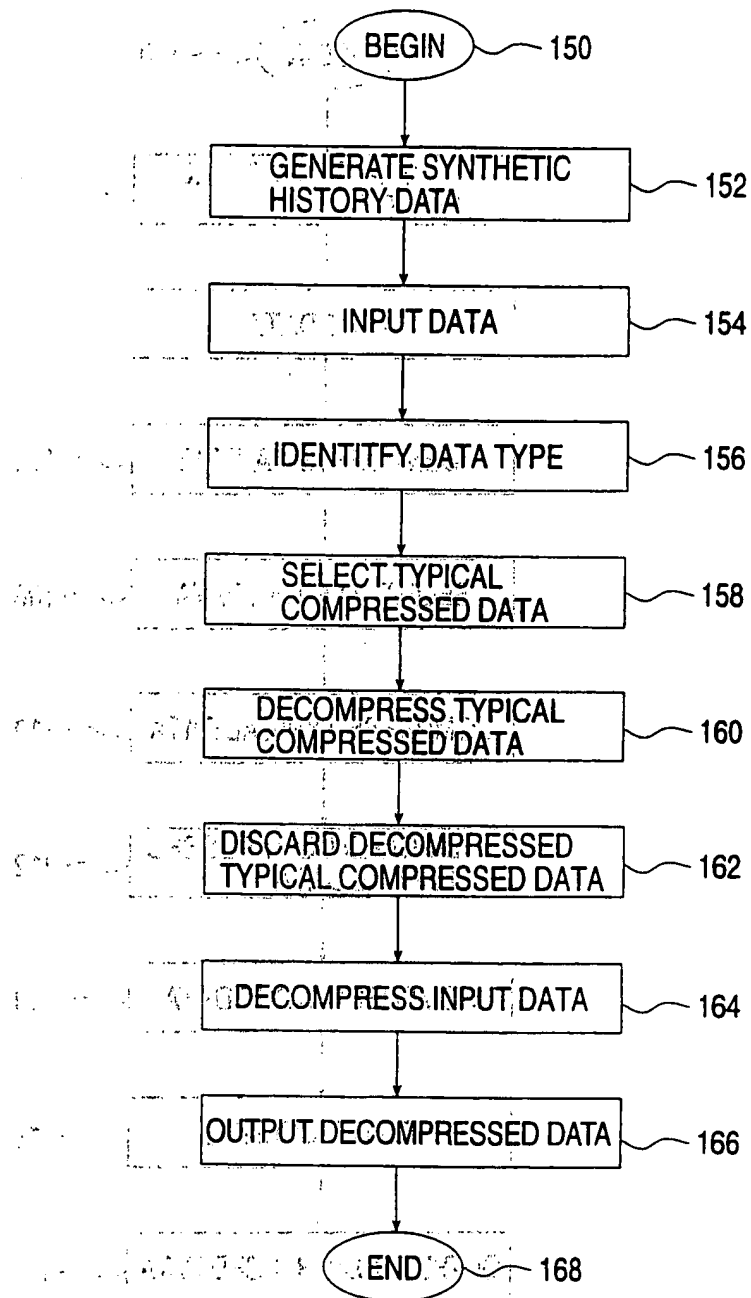 BEGIN 150
GENERATE SYNTHETIC
HISTORY DATA
152
INPUT DATA 154
IDENTITFY DATA TYPE 156
SELECT TYPICAL
COMPRESSED DATA
158
DECOMPRESS TYPICAL
COMPRESSED DATA
160
DISCARD DECOMPRESSED
TYPICAL COMPRESSED DATA
162
DECOMPRESS INPUT DATA 164
OUTPUT DECOMPRESSED DATA 166
END 168